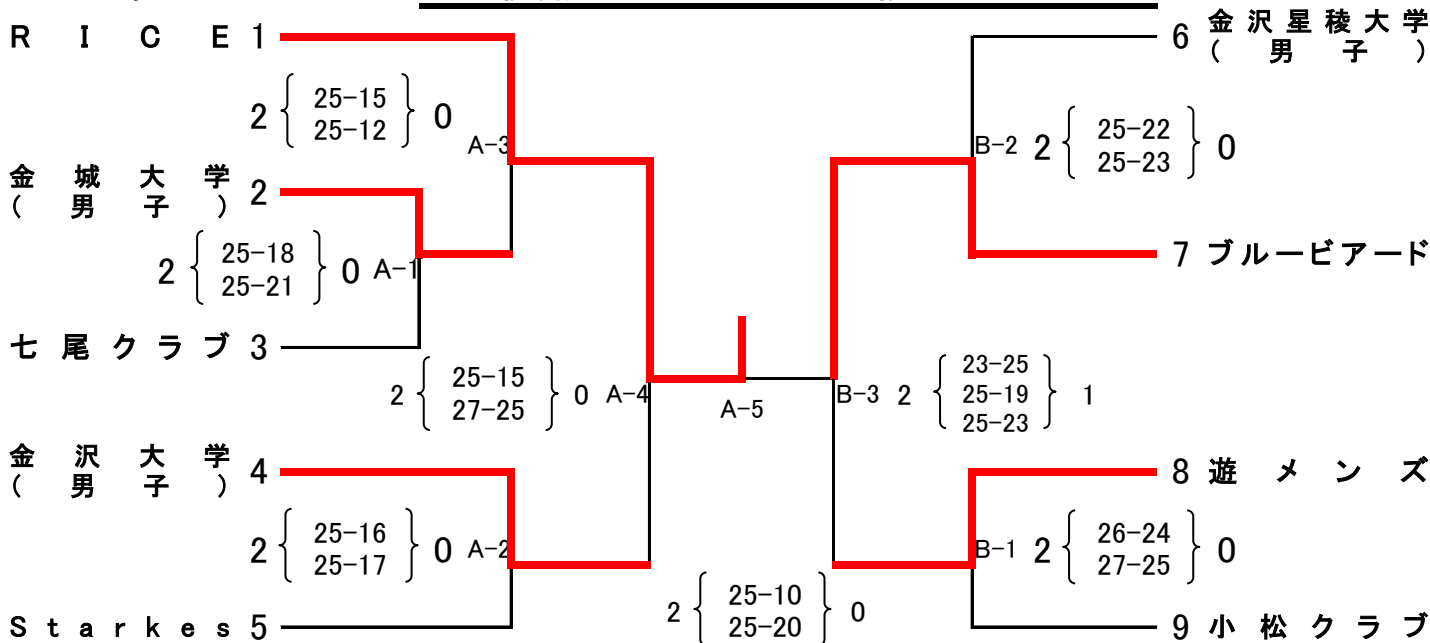 RICE 1
2 { 25-15 } 0
25-12
A-3
金城大学 2
(男子)
2 { 25-18 } 0 A-1
25-21
七尾クラブ 3
2 { 25-15 } 0 A-4
27-25
金沢大学 4
(男子)
2 { 25-16 } 0 A-2
25-17
Starkes 5
A-5
2 { 25-10 } 0
25-20
6 金沢星稜大学
(男子)
B-2 2 { 25-22 } 0
25-23
7 ブルービアード
23-25
B-3 2 { 25-19 } 1
25-23
8 遊メンズ
B-1 2 { 26-24 } 0
27-25
9 小松クラブ